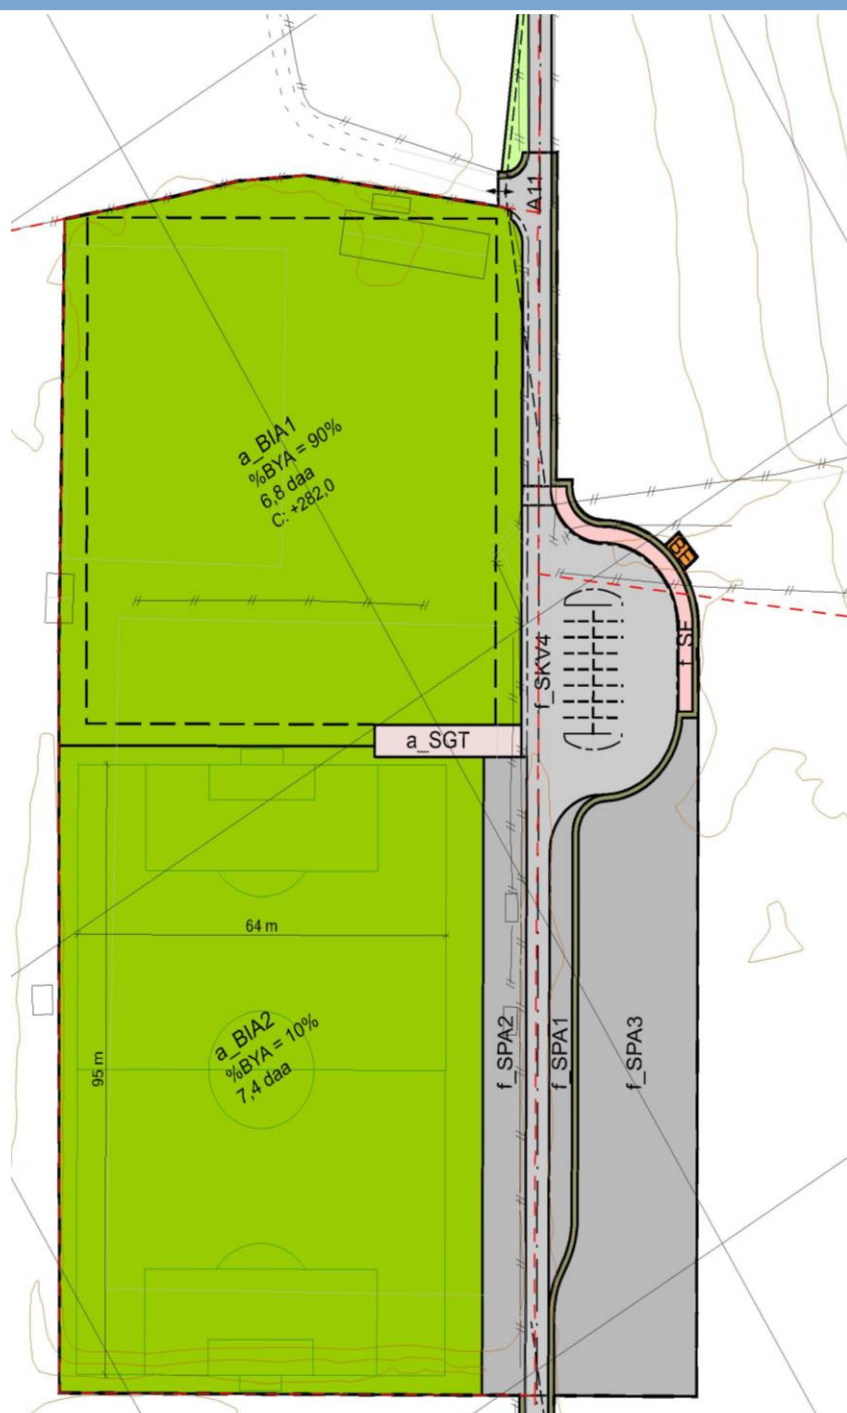 A11
a_BIA1
%BYA = 90%
6,8 daa
C: +282,0
BE
f_SF
f_SKV4
a_SGT
64 m
a_BIA2
%BYA = 10%
7,4 daa
95 m
f_SPA2
f_SPA1
f_SPA3